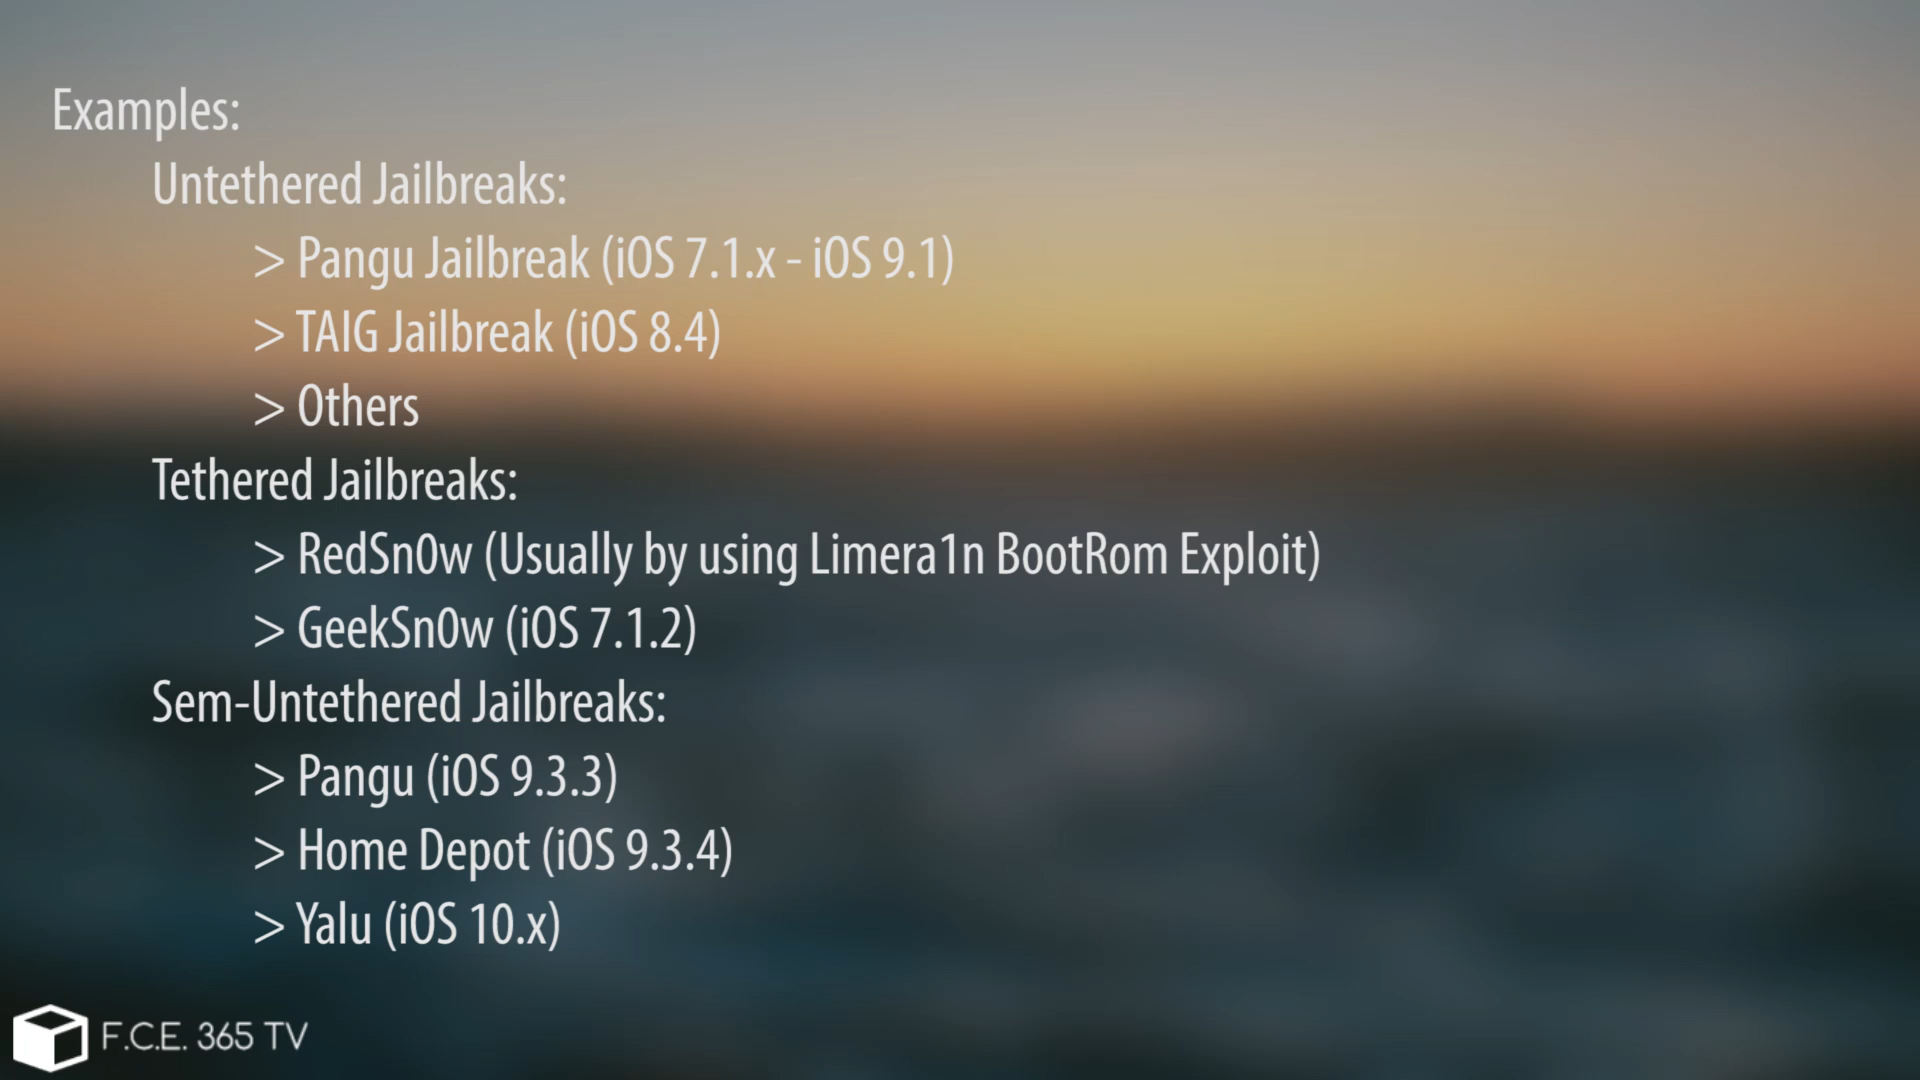 Examples:
Untethered Jailbreaks:
> Pangu Jailbreak (iOS 7.1.x - iOS 9.1)
> TAIG Jailbreak (iOS 8.4)
> Others
Tethered Jailbreaks:
> RedSn0w (Usually by using Limera1n BootRom Exploit)
> GeekSn0w (iOS 7.1.2)
Sem-Untethered Jailbreaks:
> Pangu (iOS 9.3.3)
> Home Depot (iOS 9.3.4)
> Yalu (iOS 10.x)
F.C.E. 365 TV